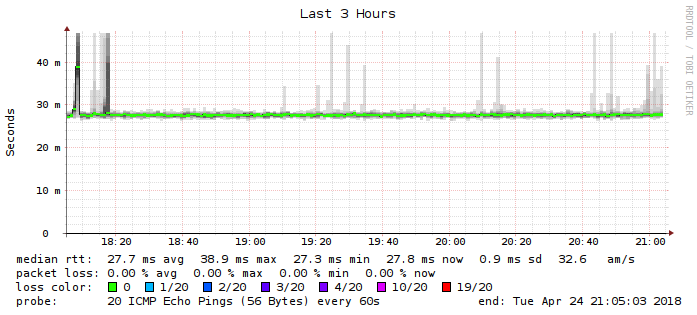 Last 3 Hours
RRDTOOL / TOBI OETIKER
Seconds
40 m
30 m
20 m
10 m
0
18:20 18:40 19:00 19:20 19:40 20:00 20:20 20:40 21:00
median rtt: 27.7 ms avg 38.9 ms max 27.3 ms min 27.8 ms now 0.9 ms sd 32.6 am/s
packet loss: 0.00 % avg 0.00 % max 0.00 % min 0.00 % now
loss color: 0 1/20 2/20 3/20 4/20 10/20 19/20
probe: 20 ICMP Echo Pings (56 Bytes) every 60s end: Tue Apr 24 21:05:03 2018